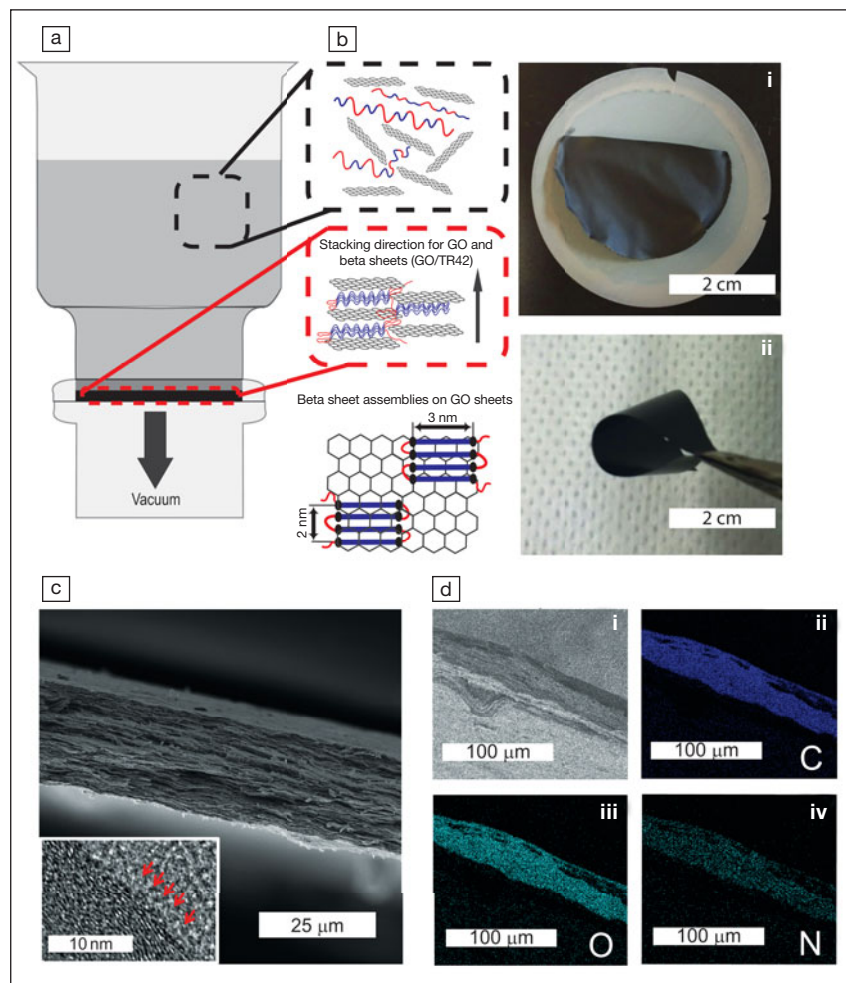 a
b
i
Stacking direction for GO and
beta sheets (GO/TR42)
2 cm
ii
Beta sheet assemblies on GO sheets
3 nm
2 nm
Vacuum
2 cm
c
d
i
ii
100 μm
100 μm
C
iii
iv
10 nm
25 μm
100 μm
100 μm
O
N